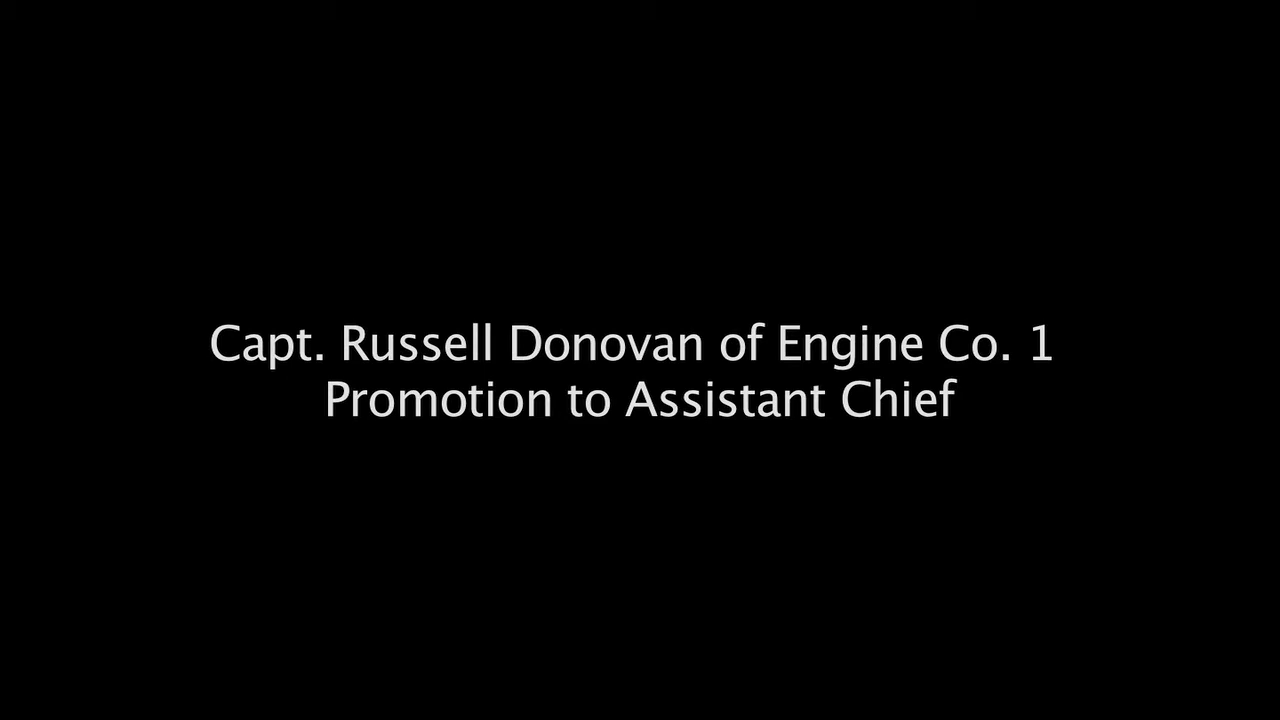 Capt. Russell Donovan of Engine Co. 1
Promotion to Assistant Chief